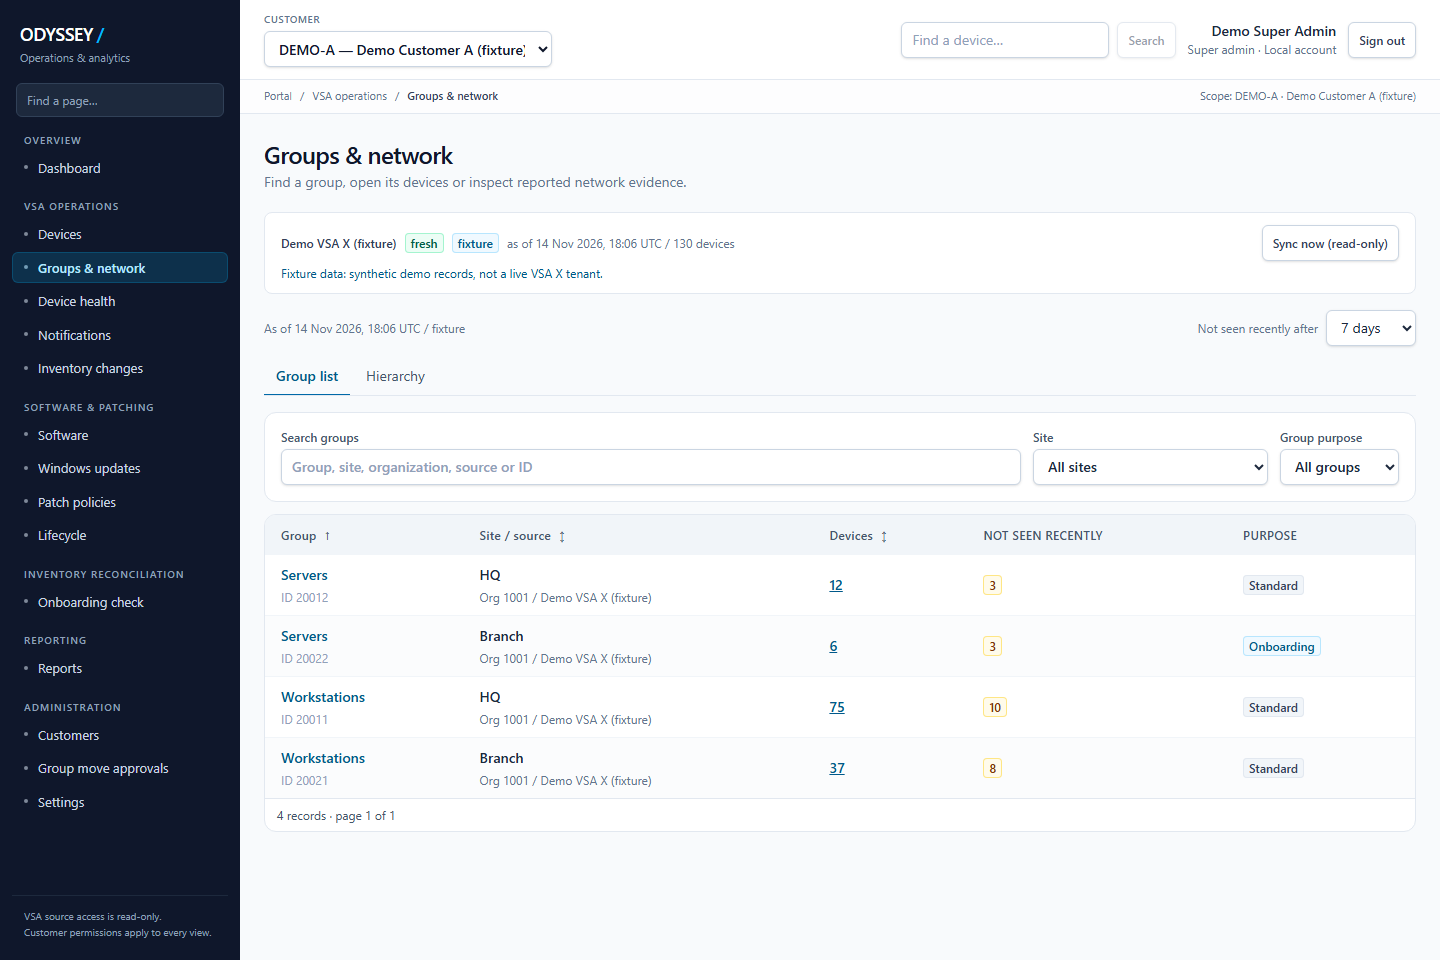 ODYSSEY /
Operations & analytics
Find a page...
OVERVIEW
Dashboard
VSA OPERATIONS
Devices
Groups & network
Device health
Notifications
Inventory changes
SOFTWARE & PATCHING
Software
Windows updates
Patch policies
Lifecycle
INVENTORY RECONCILIATION
Onboarding check
REPORTING
Reports
ADMINISTRATION
Customers
Group move approvals
Settings
VSA source access is read-only.
Customer permissions apply to every view.
CUSTOMER
DEMO-A — Demo Customer A (fixture)
Find a device...
Search
Demo Super Admin
Super admin · Local account
Sign out
Portal / VSA operations / Groups & network
Scope: DEMO-A · Demo Customer A (fixture)
Groups & network
Find a group, open its devices or inspect reported network evidence.
Demo VSA X (fixture) fresh fixture as of 14 Nov 2026, 18:06 UTC / 130 devices
Sync now (read-only)
Fixture data: synthetic demo records, not a live VSA X tenant.
As of 14 Nov 2026, 18:06 UTC / fixture
Not seen recently after 7 days
Group list Hierarchy
Search groups
Group, site, organization, source or ID
Site
All sites
Group purpose
All groups
Group ↑ Site / source ↕ Devices ↕ NOT SEEN RECENTLY PURPOSE
Servers HQ 12 3 Standard
ID 20012 Org 1001 / Demo VSA X (fixture)
Servers Branch 6 3 Onboarding
ID 20022 Org 1001 / Demo VSA X (fixture)
Workstations HQ 75 10 Standard
ID 20011 Org 1001 / Demo VSA X (fixture)
Workstations Branch 37 8 Standard
ID 20021 Org 1001 / Demo VSA X (fixture)
4 records · page 1 of 1